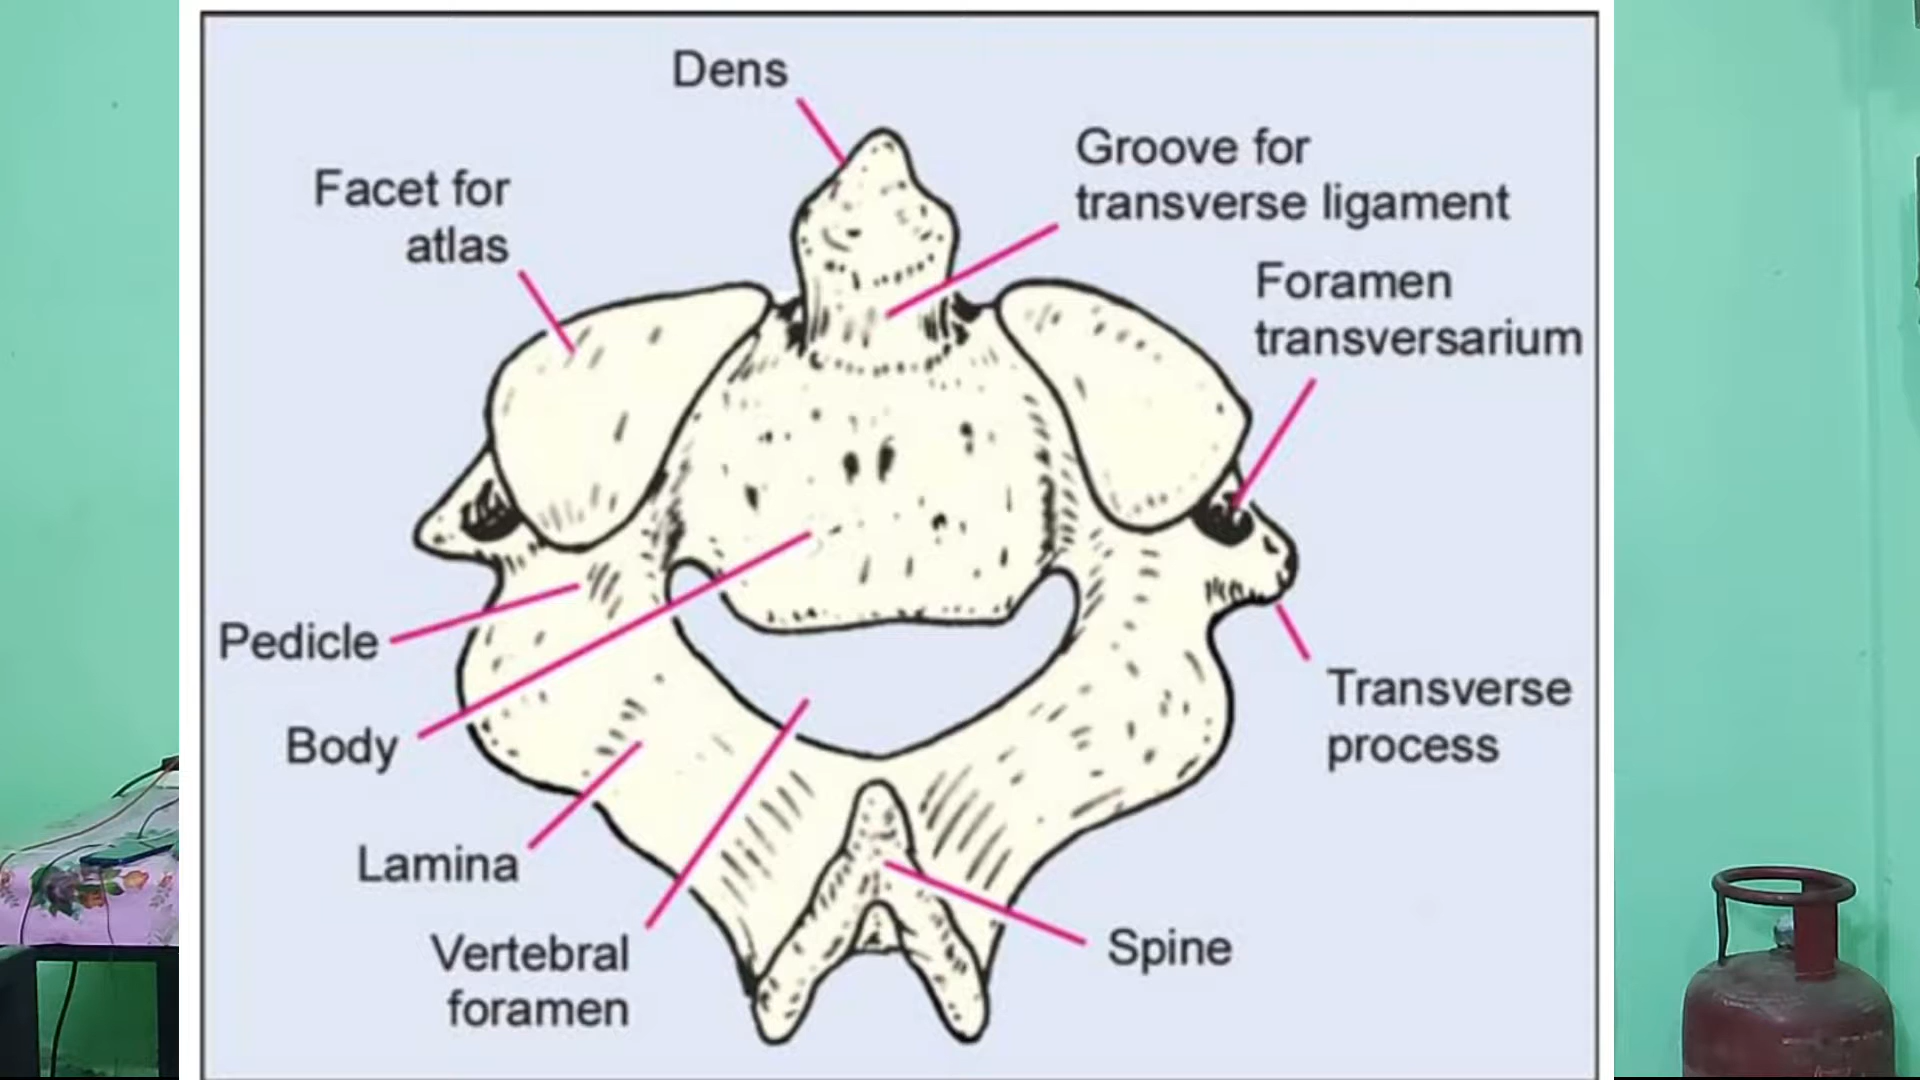 Dens
Groove for
transverse ligament
Facet for
atlas
Foramen
transversarium
Pedicle
Body
Transverse
process
Lamina
Vertebral
foramen
Spine